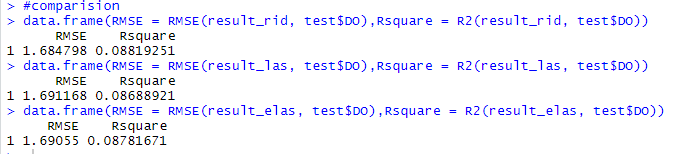 > #comparision
> data.frame(RMSE = RMSE(result_rid, test$DO),Rsquare = R2(result_rid, test$DO))
RMSE Rsquare
1 1.684798 0.08819251
> data.frame(RMSE = RMSE(result_las, test$DO),Rsquare = R2(result_las, test$DO))
RMSE Rsquare
1 1.691168 0.08688921
> data.frame(RMSE = RMSE(result_elas, test$DO),Rsquare = R2(result_elas, test$DO))
RMSE Rsquare
1 1.69055 0.08781671